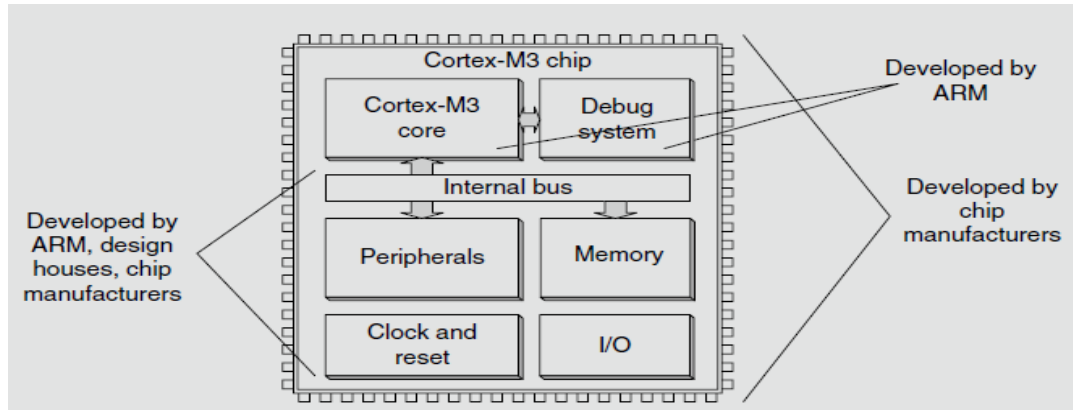 Cortex-M3 chip
Cortex-M3
core
Debug
system
Developed by
ARM
Internal bus
Developed by
ARM, design
houses, chip
manufacturers
Peripherals
Memory
Developed by
chip
manufacturers
Clock and
reset
I/O